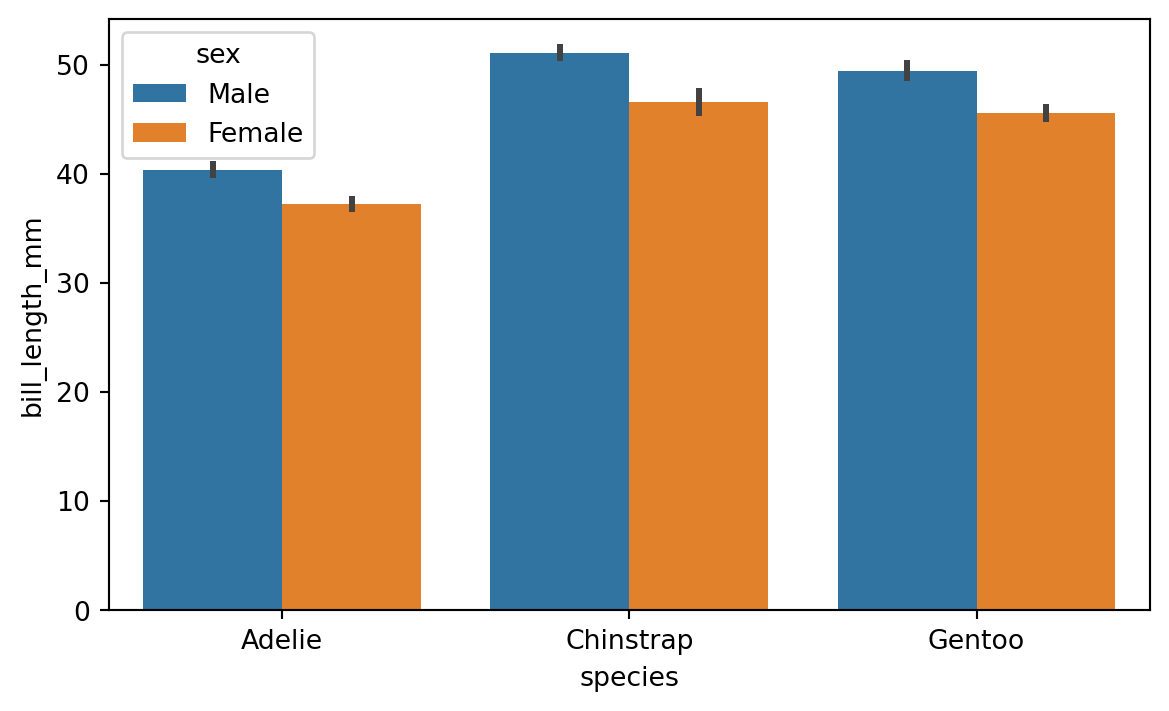 sex
Male
Female
bill_length_mm
50
40
30
20
10
0
Adelie
Chinstrap
Gentoo
species